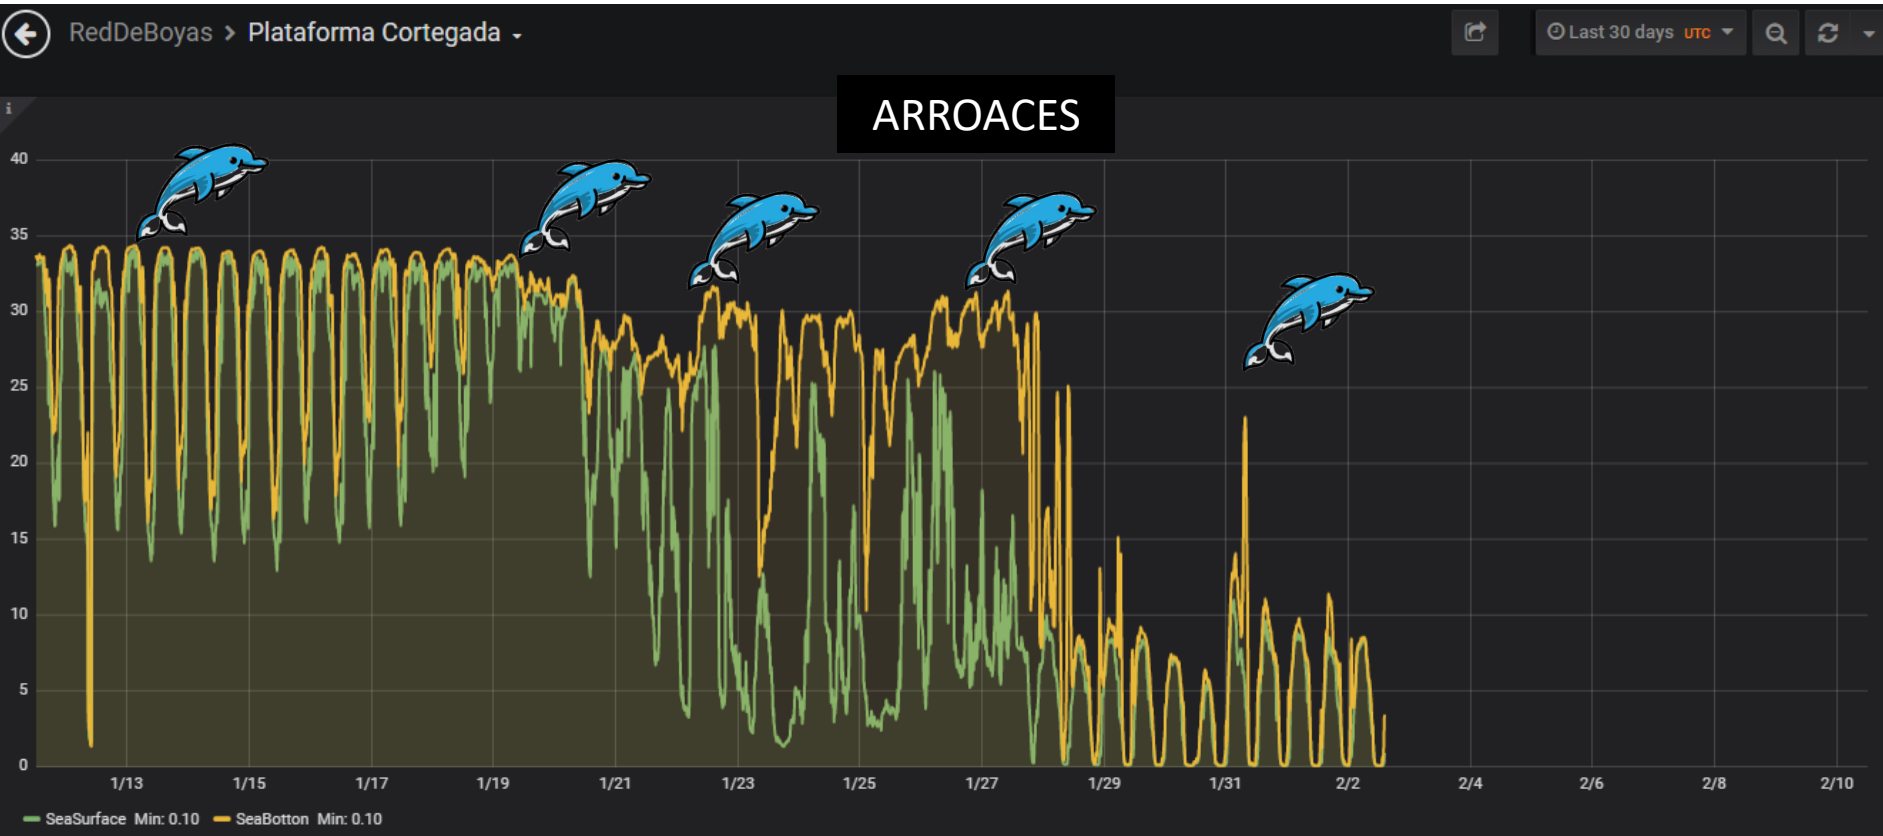 RedDeBoyas > Plataforma Cortegada
Last 30 days UTC
ARROACES
i
40
35
30
25
20
15
10
5
0
1/13 1/15 1/17 1/19 1/21 1/23 1/25 1/27 1/29 1/31 2/2 2/4 2/6 2/8 2/10
SeaSurface Min: 0.10 SeaBotton Min: 0.10